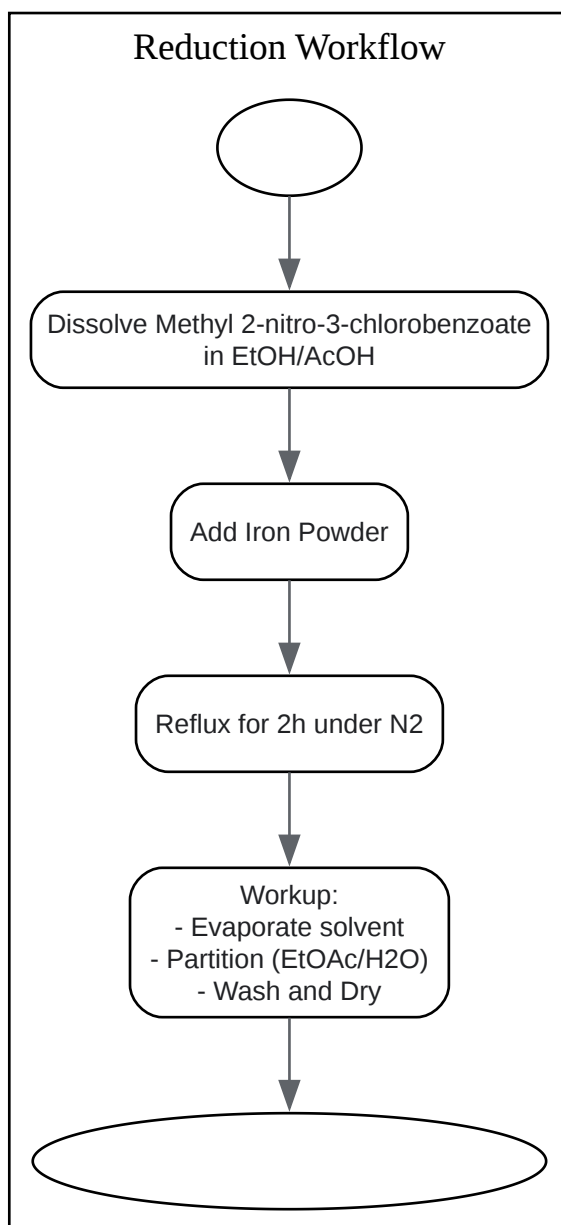 Reduction Workflow
Dissolve Methyl 2-nitro-3-chlorobenzoate
in EtOH/AcOH
Add Iron Powder
Reflux for 2h under N2
Workup:
- Evaporate solvent
- Partition (EtOAc/H2O)
- Wash and Dry